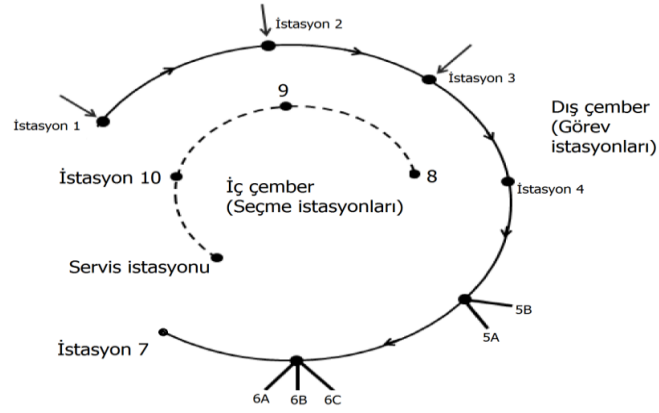 İstasyon 1
İstasyon 2
İstasyon 3
İstasyon 4
Dış çember
(Görev
istasyonları)
9
8
İstasyon 10
İç çember
(Seçme istasyonları)
Servis istasyonu
5B
5A
İstasyon 7
6A
6B
6C